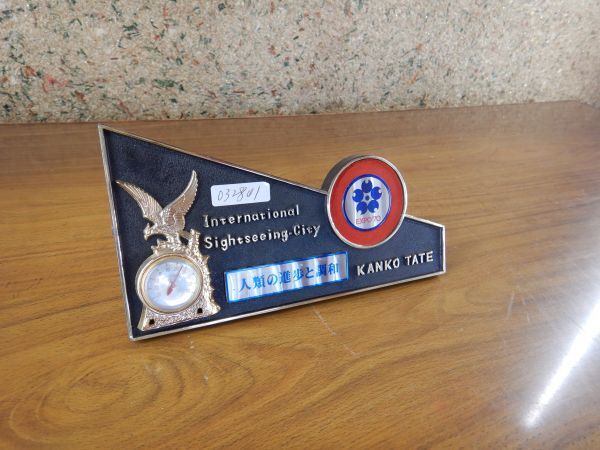 032801
International
Sightseeing-City
EXPO'70
人類の進歩と調和
KANKO TATE